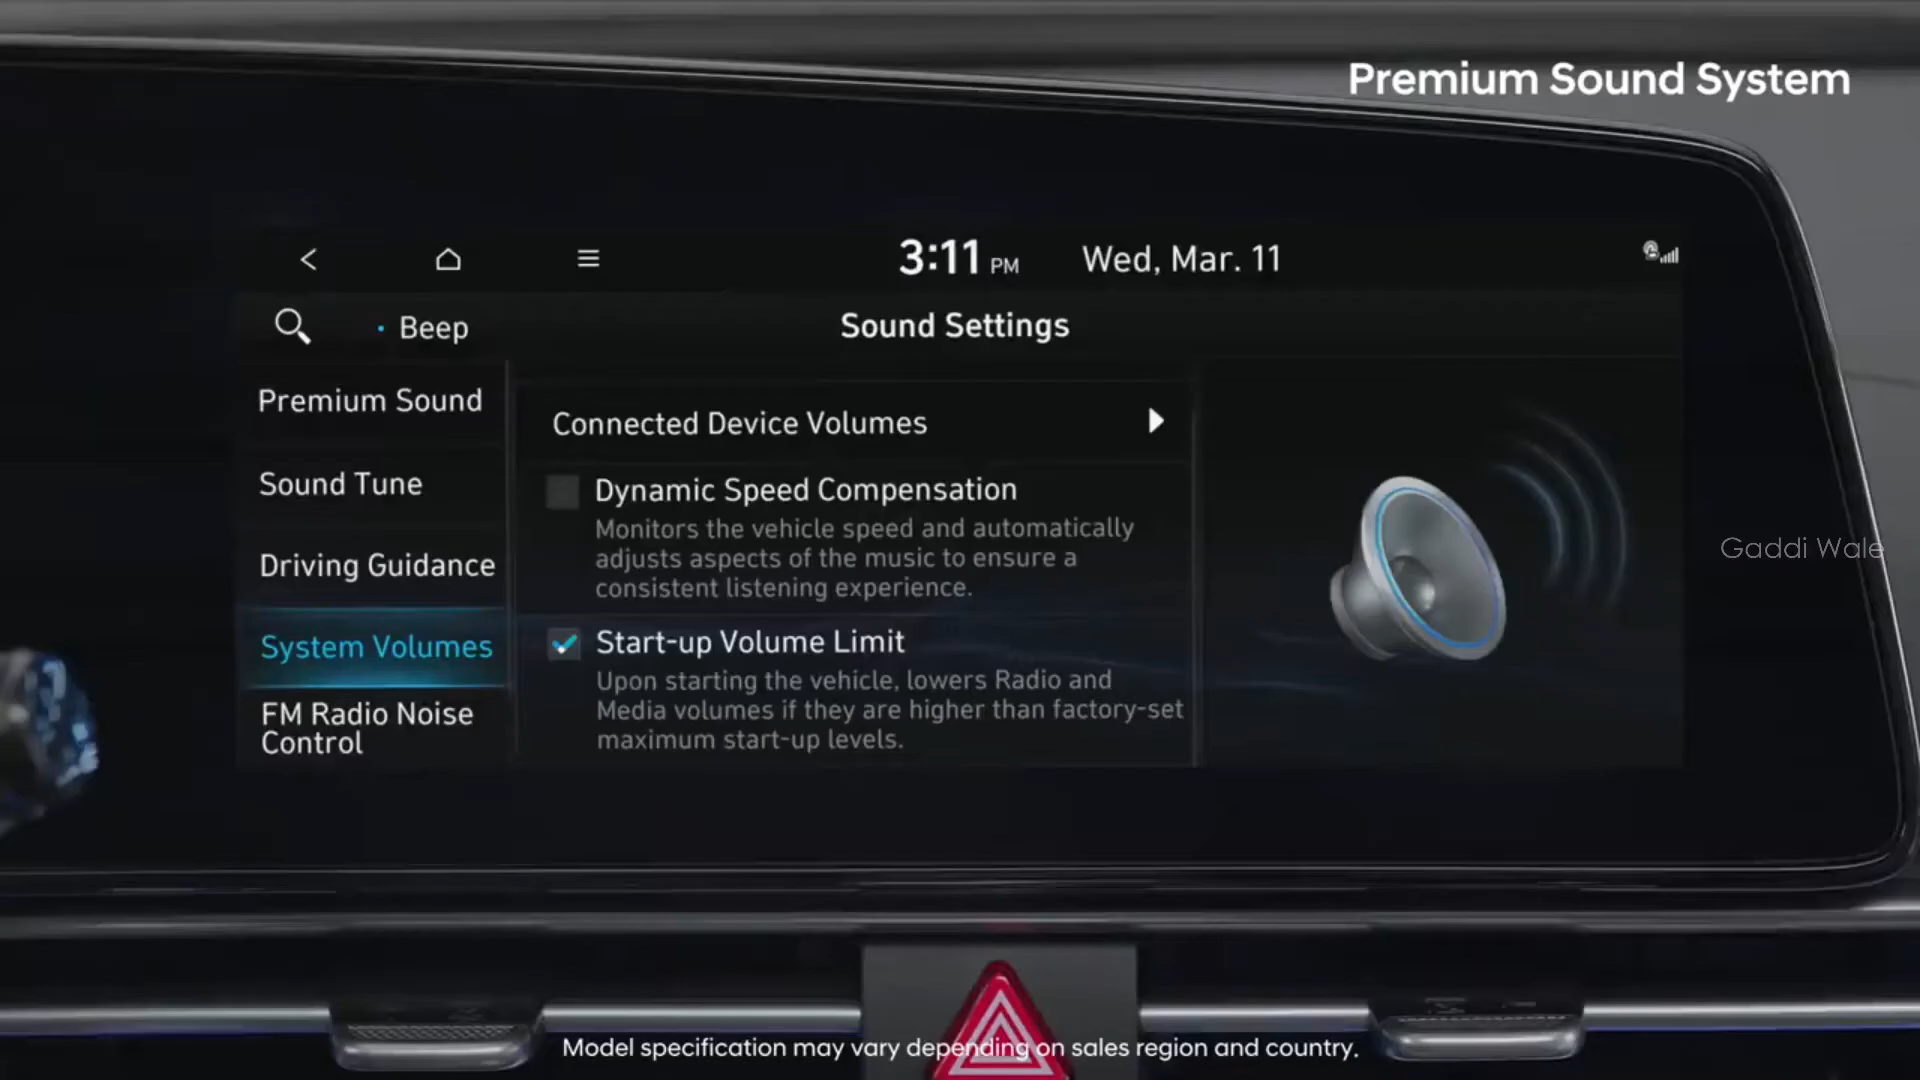 Premium Sound System
3:11 PM
Wed, Mar. 11
Beep
Sound Settings
Premium Sound
Sound Tune
Driving Guidance
System Volumes
FM Radio Noise
Control
Connected Device Volumes
Dynamic Speed Compensation
Monitors the vehicle speed and automatically
adjusts aspects of the music to ensure a
consistent listening experience.
Start-up Volume Limit
Upon starting the vehicle, lowers Radio and
Media volumes if they are higher than factory-set
maximum start-up levels.
Gaddi Wale
Model specification may vary depending on sales region and country.